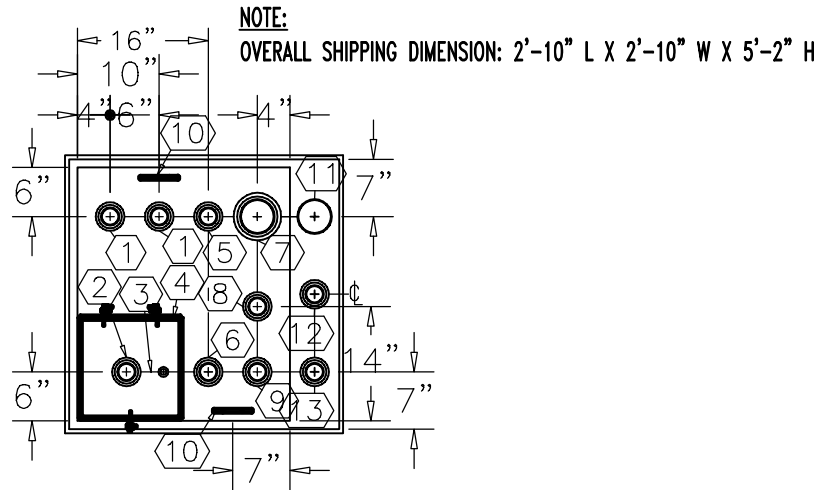 NOTE:
OVERALL SHIPPING DIMENSION: 2'-10" L X 2'-10" W X 5'-2" H
16"
10"
4" 6" 4"
10
11
6" 7"
1 1 5 7
2 3 4 8
℄
6 12
14"
6" 9 13 7"
10
7"